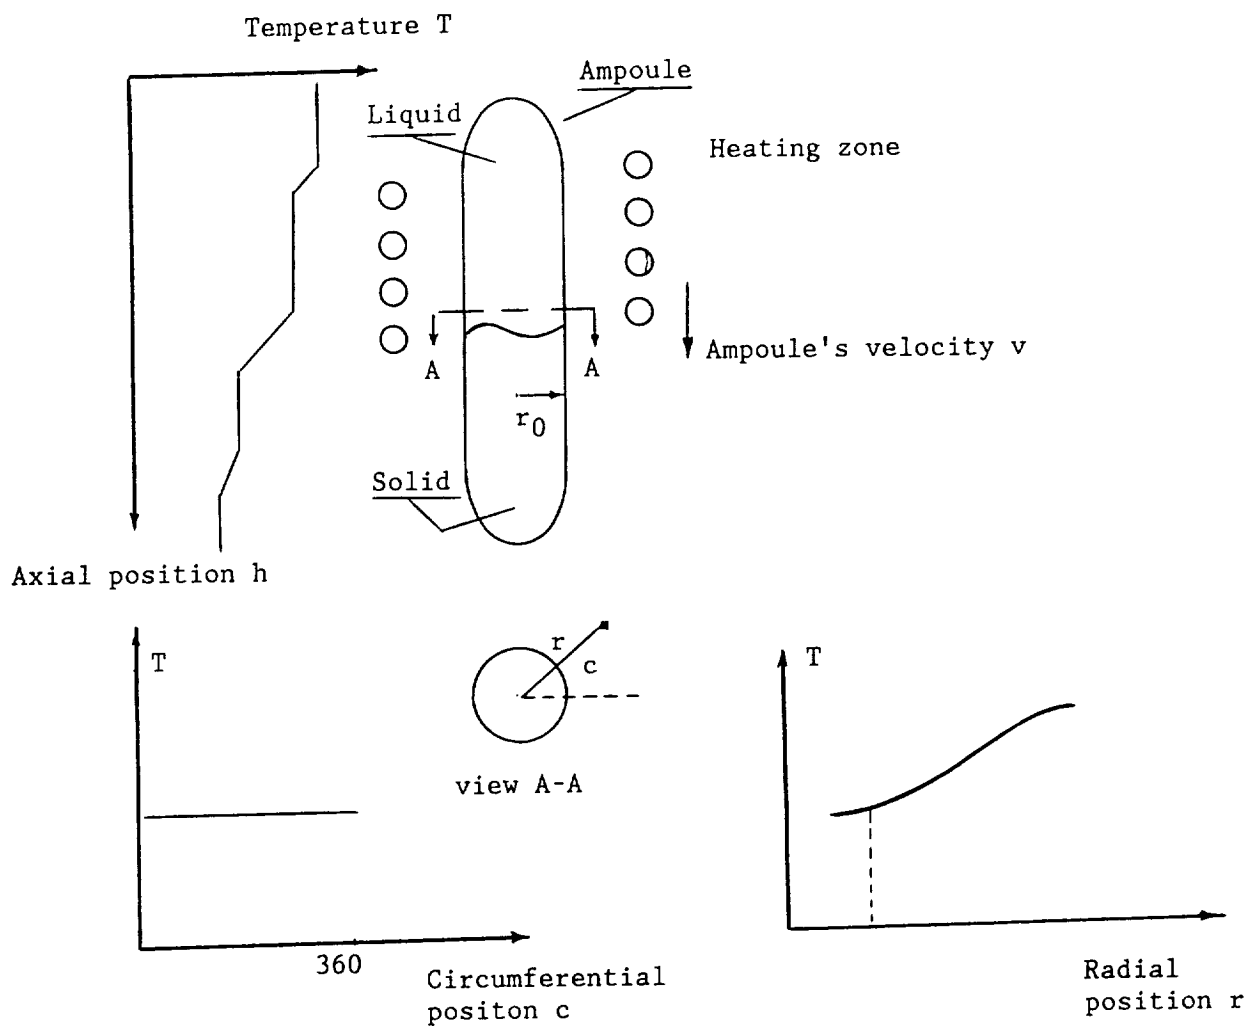 Temperature T
Ampoule
Liquid
Heating zone
A
A
Ampoule's velocity v
r0
Solid
Axial position h
T
r
c
T
view A-A
360
Circumferential
positon c
Radial
position r